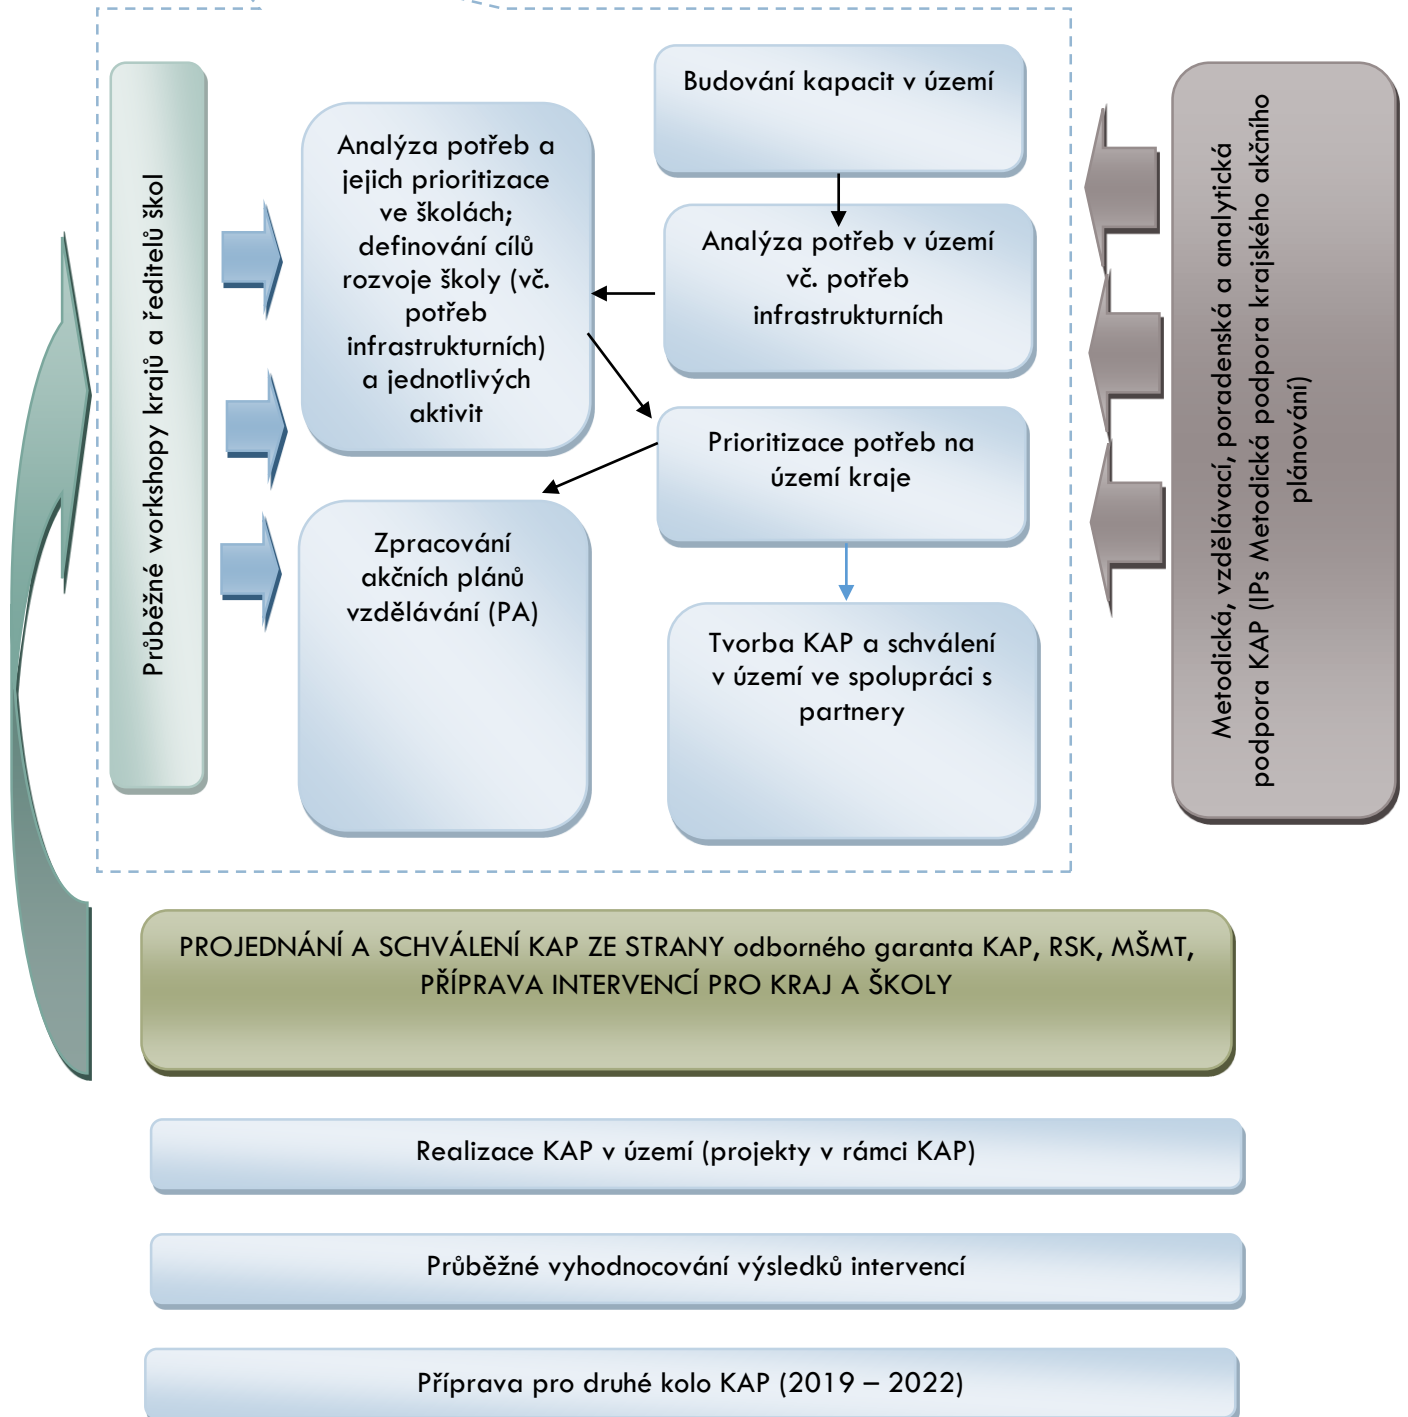 Průběžné workshopy krajů a ředitelů škol
Analýza potřeb a
jejich prioritizace
ve školách;
definování cílů
rozvoje školy (vč.
potřeb
infrastrukturních)
a jednotlivých
aktivit
Budování kapacit v území
Analýza potřeb v území
vč. potřeb
infrastrukturních
Prioritizace potřeb na
území kraje
Zpracování
akčních plánů
vzdělávání (PA)
Tvorba KAP a schválení
v území ve spolupráci s
partnery
Metodická, vzdělávací, poradenská a analytická
podpora KAP (IPs Metodická podpora krajského akčního
plánování)
PROJEDNÁNÍ A SCHVÁLENÍ KAP ZE STRANY odborného garanta KAP, RSK, MŠMT,
PŘÍPRAVA INTERVENCÍ PRO KRAJ A ŠKOLY
Realizace KAP v území (projekty v rámci KAP)
Průběžné vyhodnocování výsledků intervencí
Příprava pro druhé kolo KAP (2019 – 2022)